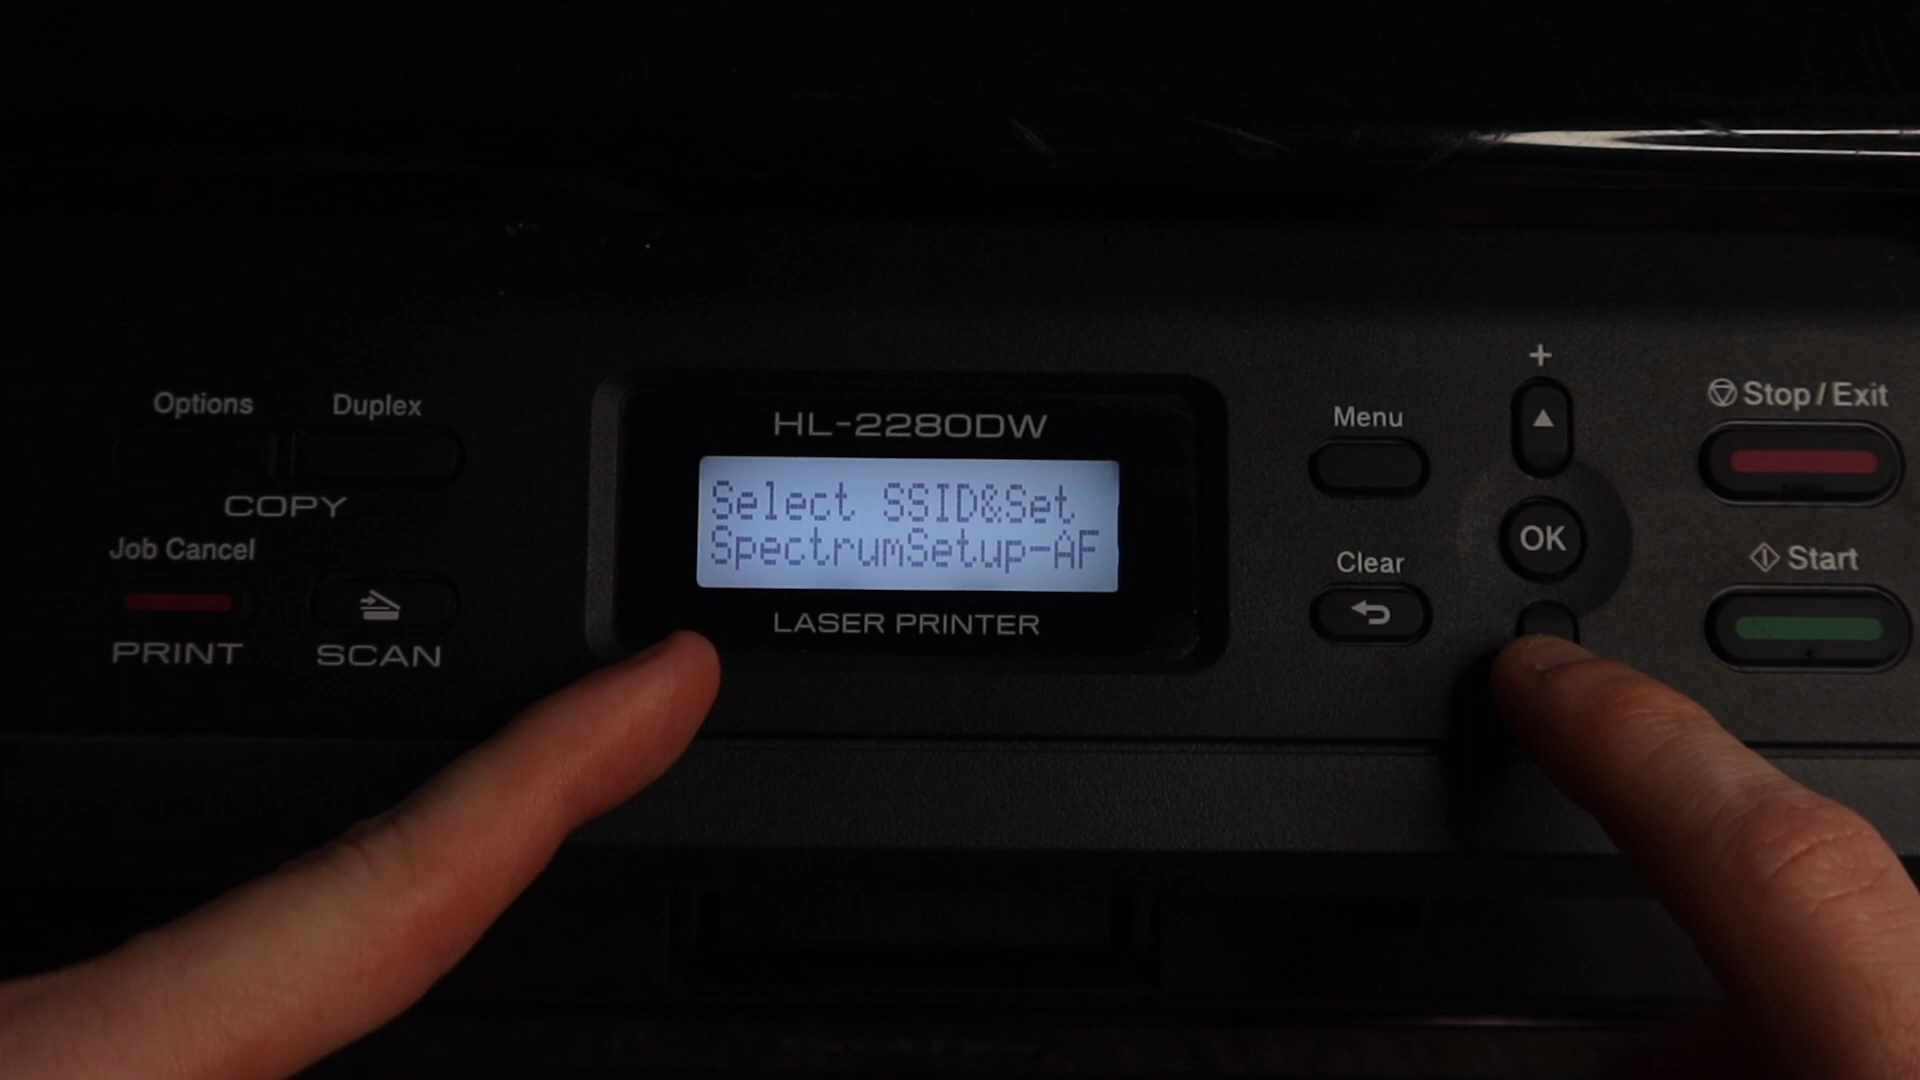 Options Duplex
COPY
Job Cancel
PRINT SCAN
HL-2280DW
Select SSID&Set
SpectrumSetup-AF
LASER PRINTER
Menu
Clear
+
OK
Stop / Exit
Start